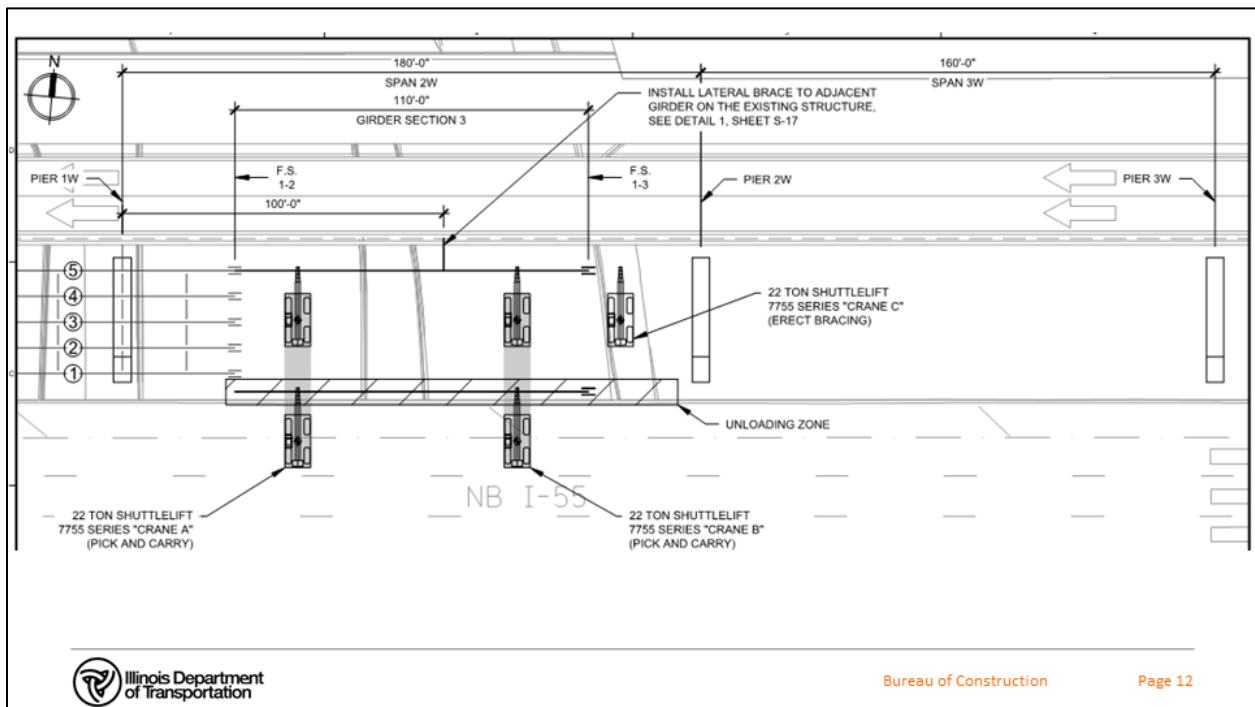 N
180'-0"
160'-0"
SPAN 2W
SPAN 3W
110'-0"
GIRDER SECTION 3
INSTALL LATERAL BRACE TO ADJACENT
GIRDER ON THE EXISTING STRUCTURE,
SEE DETAIL 1, SHEET S-17
PIER 1W
F.S.
1-2
F.S.
1-3
PIER 2W
PIER 3W
100'-0"
5
4
3
2
1
22 TON SHUTTLELIFT
7755 SERIES "CRANE C"
(ERECT BRACING)
UNLOADING ZONE
NB I-55
22 TON SHUTTLELIFT
7755 SERIES "CRANE A"
(PICK AND CARRY)
22 TON SHUTTLELIFT
7755 SERIES "CRANE B"
(PICK AND CARRY)
Illinois Department
of Transportation
Bureau of Construction
Page 12